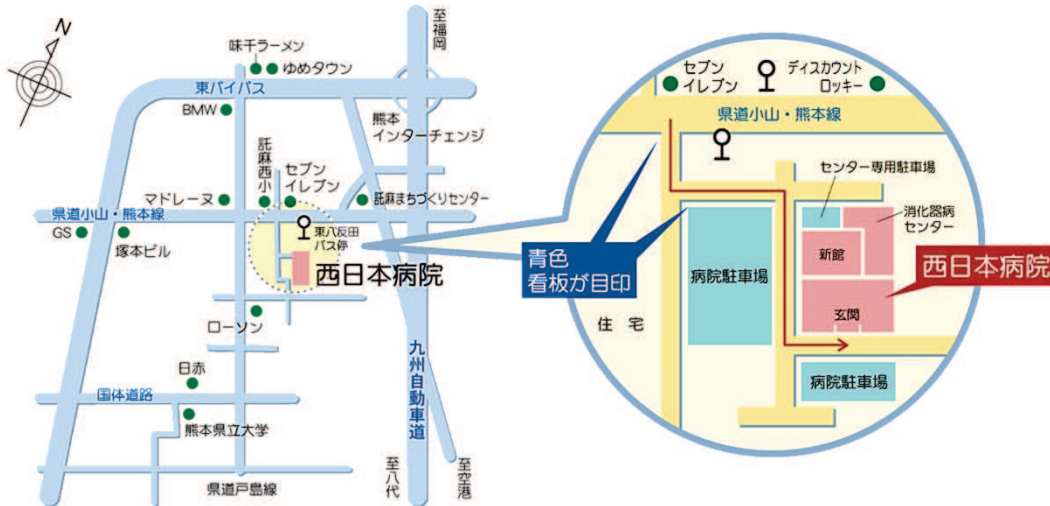 N
味千ラーメン
ゆめタウン
至福岡
東バイパス
BMW
熊本
インターチェンジ
託麻西小
セブン
イレブン
マドレーヌ
託麻まちづくりセンター
県道小山・熊本線
GS
塚本ビル
東八反田
バス停
西日本病院
ローソン
日赤
国体道路
熊本県立大学
九州自動車道
県道戸島線
至八代
至空港
セブン
イレブン
ディスカウント
ロッキー
県道小山・熊本線
センター専用駐車場
消化器病
センター
新館
青色
看板が目印
病院駐車場
西日本病院
玄関
住宅
病院駐車場